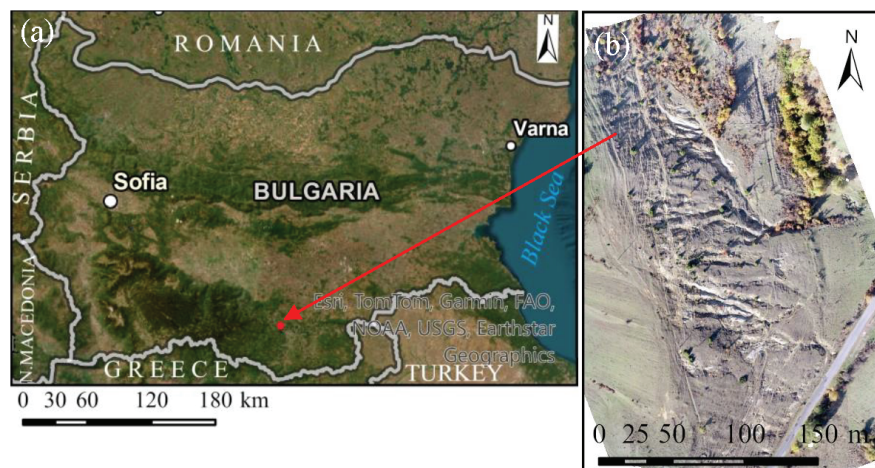 (a)
ROMANIA
N
SERBIA
Varna
Sofia
BULGARIA
Black Sea
N.MACEDONIA
Esri, TomTom, Garmin, FAO,
NOAA, USGS, Earthstar
Geographics
GREECE
TURKEY
0 30 60 120 180 km
(b)
N
0 25 50 100 150 m